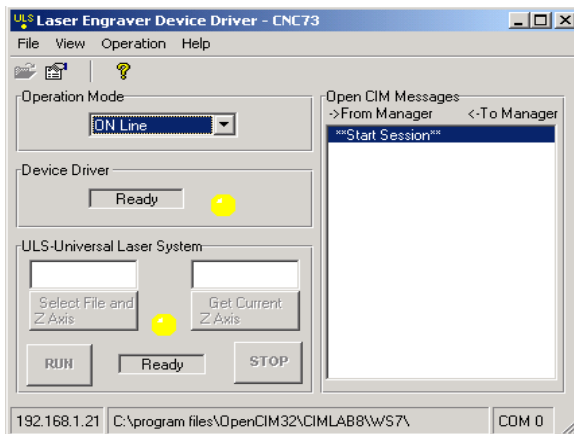 ULS Laser Engraver Device Driver - CNC73
File View Operation Help
Operation Mode
ON Line
Device Driver
Ready
ULS-Universal Laser System
Select File and
Z Axis
Get Current
Z Axis
RUN
Ready
STOP
Open CIM Messages
->From Manager <-To Manager
**Start Session**
192.168.1.21 C:\program files\OpenCIM32\CIMLAB8\WS7\ COM 0